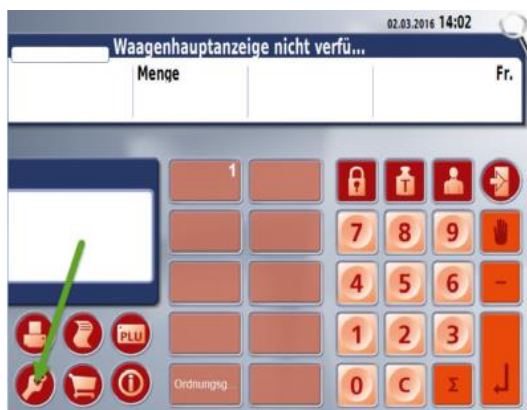 02.03.2016 14:02
Waagenhauptanzeige nicht verfü...
Menge
Fr.
1
T
7 8 9
4 5 6 –
PLU
1 2 3
Ordnungsg...
0 C Σ